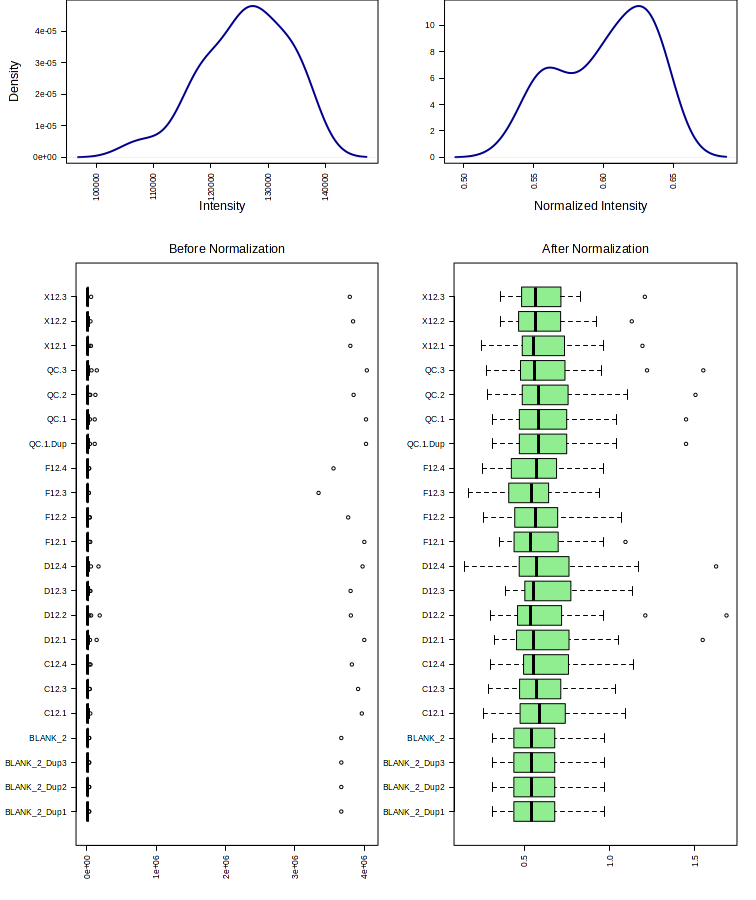 Density
4e-05
3e-05
2e-05
1e-05
0e+00
100000
110000
120000
130000
140000
Intensity
10
8
6
4
2
0
0.50
0.55
0.60
0.65
Normalized Intensity
Before Normalization
X12.3
X12.2
X12.1
QC.3
QC.2
QC.1
QC.1.Dup
F12.4
F12.3
F12.2
F12.1
D12.4
D12.3
D12.2
D12.1
C12.4
C12.3
C12.1
BLANK_2
BLANK_2_Dup3
BLANK_2_Dup2
BLANK_2_Dup1
0e+00
1e+06
2e+06
3e+06
4e+06
After Normalization
X12.3
X12.2
X12.1
QC.3
QC.2
QC.1
QC.1.Dup
F12.4
F12.3
F12.2
F12.1
D12.4
D12.3
D12.2
D12.1
C12.4
C12.3
C12.1
BLANK_2
BLANK_2_Dup3
BLANK_2_Dup2
BLANK_2_Dup1
0.5
1.0
1.5